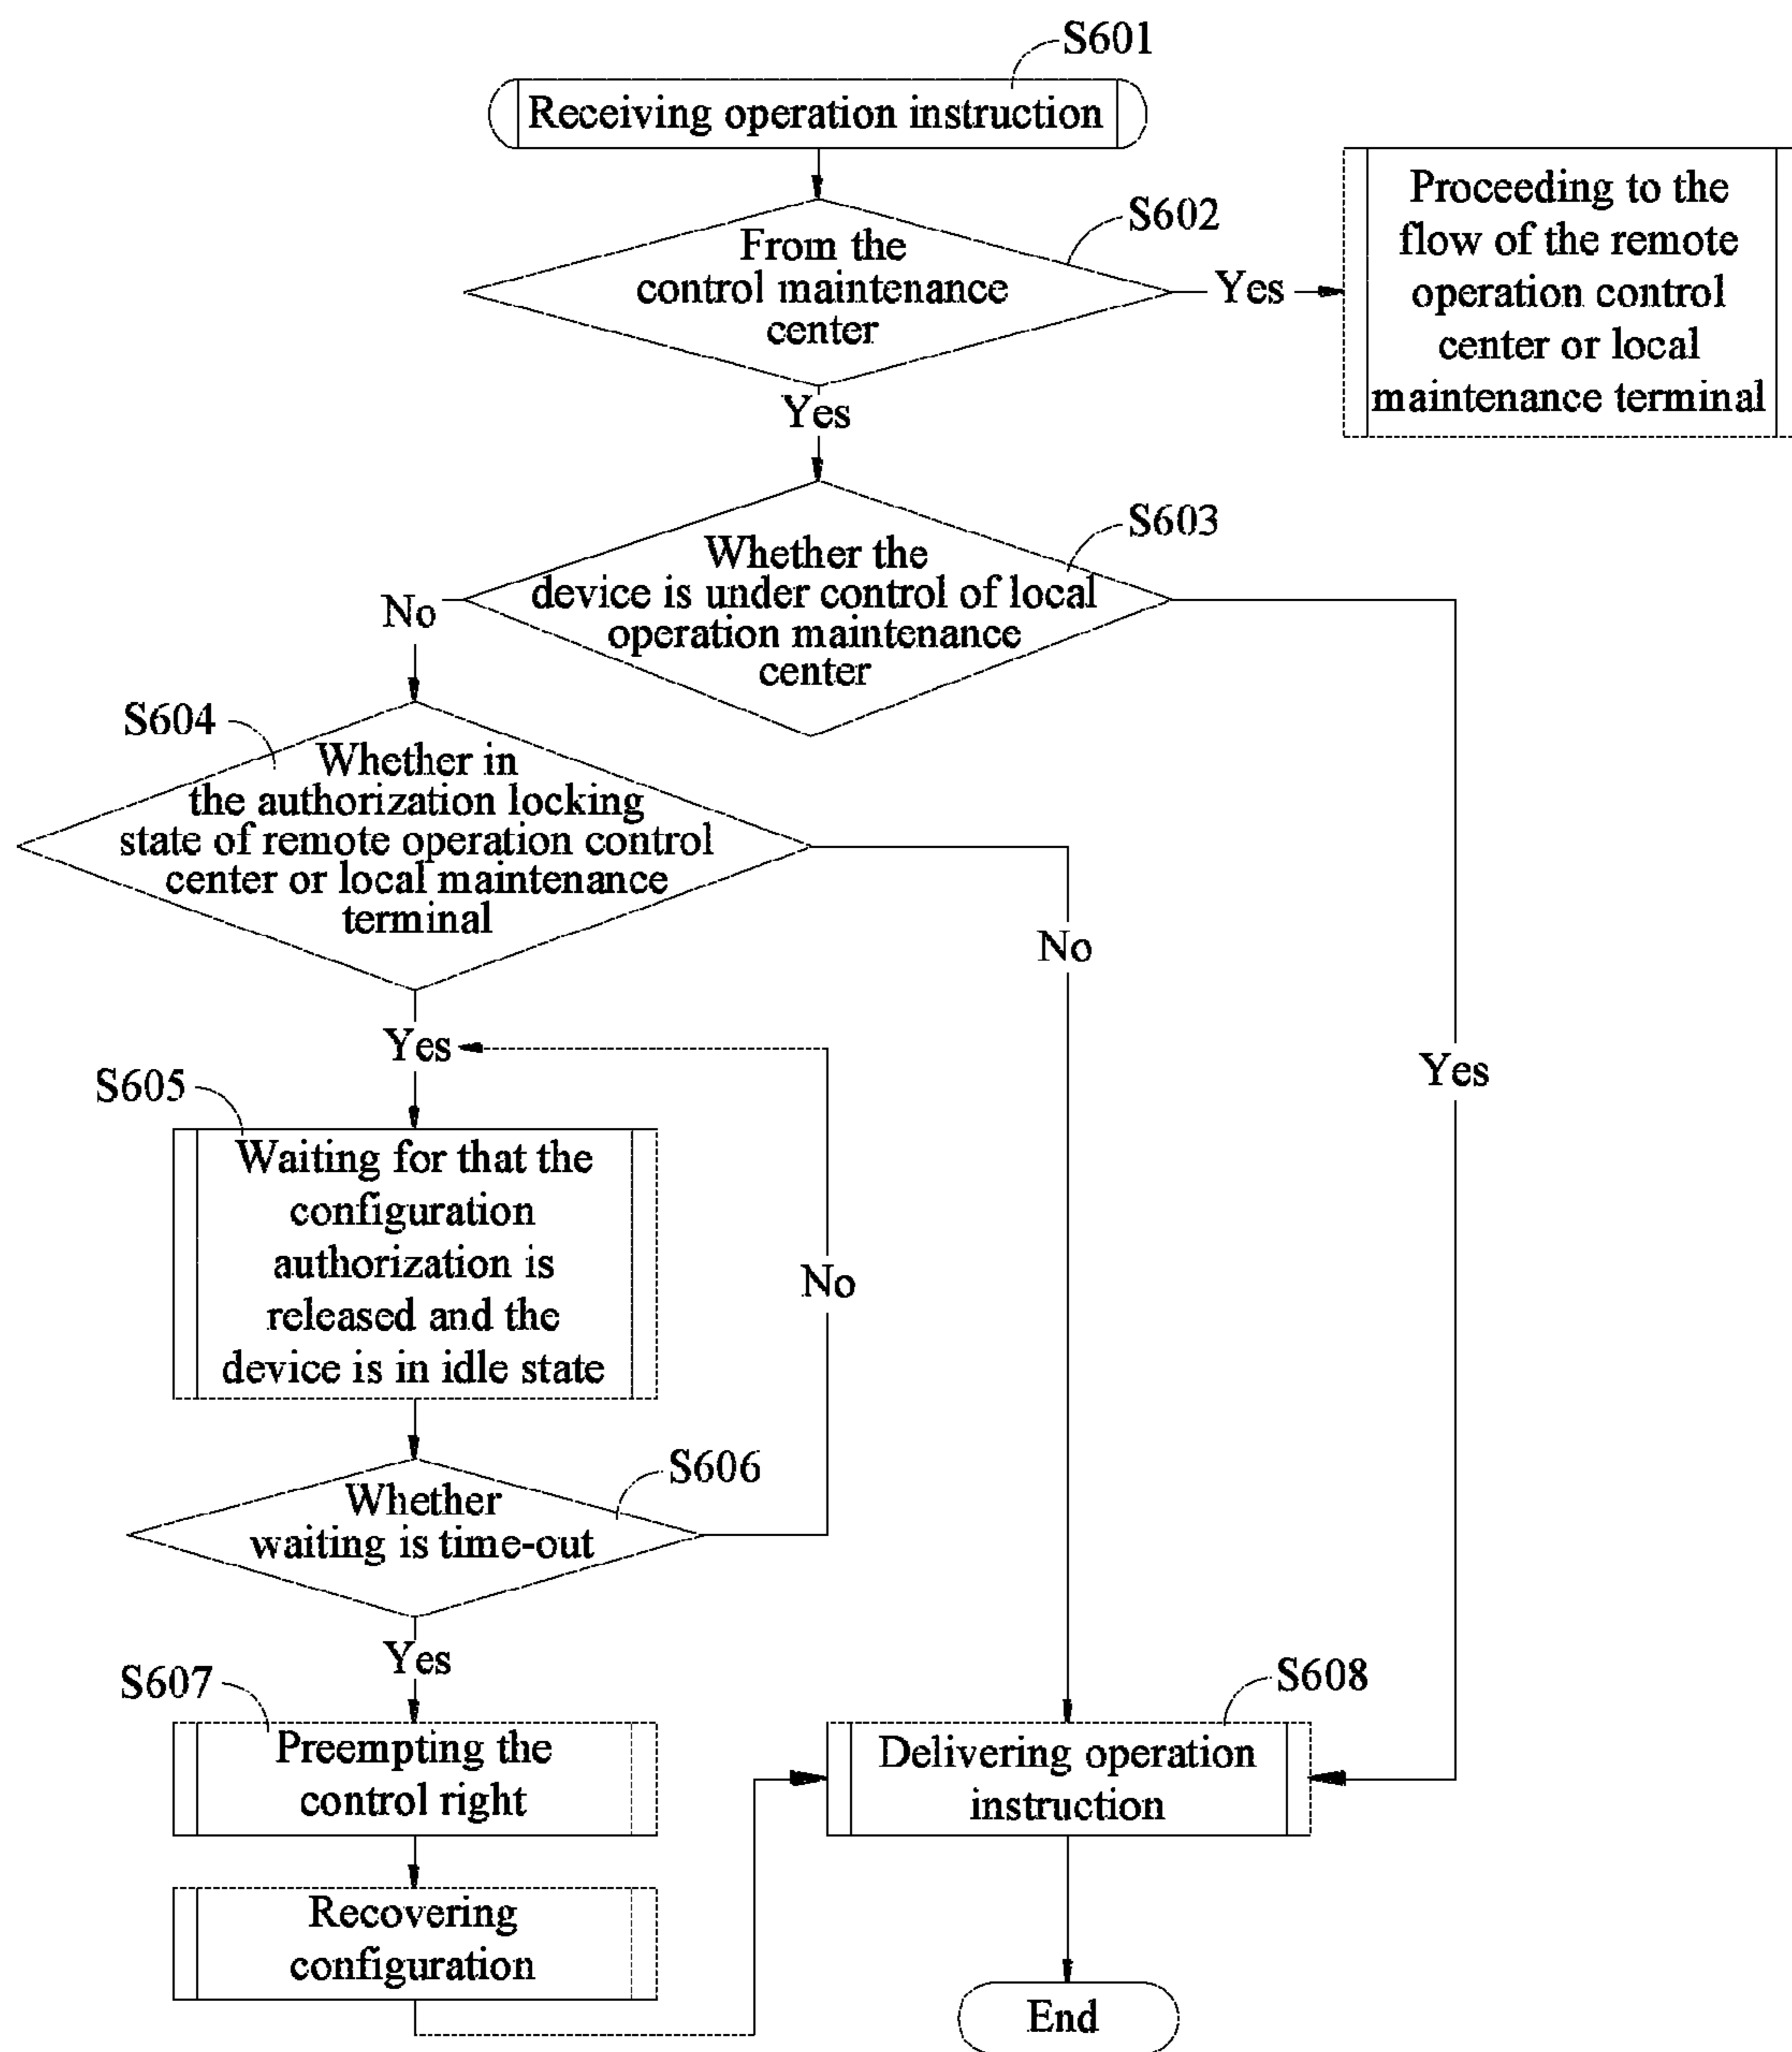 S601
Receiving operation instruction
S602
From the
control maintenance
center
Yes
Proceeding to the
flow of the remote
operation control
center or local
maintenance terminal
Yes
S603
Whether the
device is under control of local
operation maintenance
center
No
S604
Whether in
the authorization locking
state of remote operation control
center or local maintenance
terminal
No
Yes
Yes
S605
Waiting for that the
configuration
authorization is
released and the
device is in idle state
No
S606
Whether
waiting is time-out
Yes
S607
Preempting the
control right
S608
Delivering operation
instruction
Recovering
configuration
End